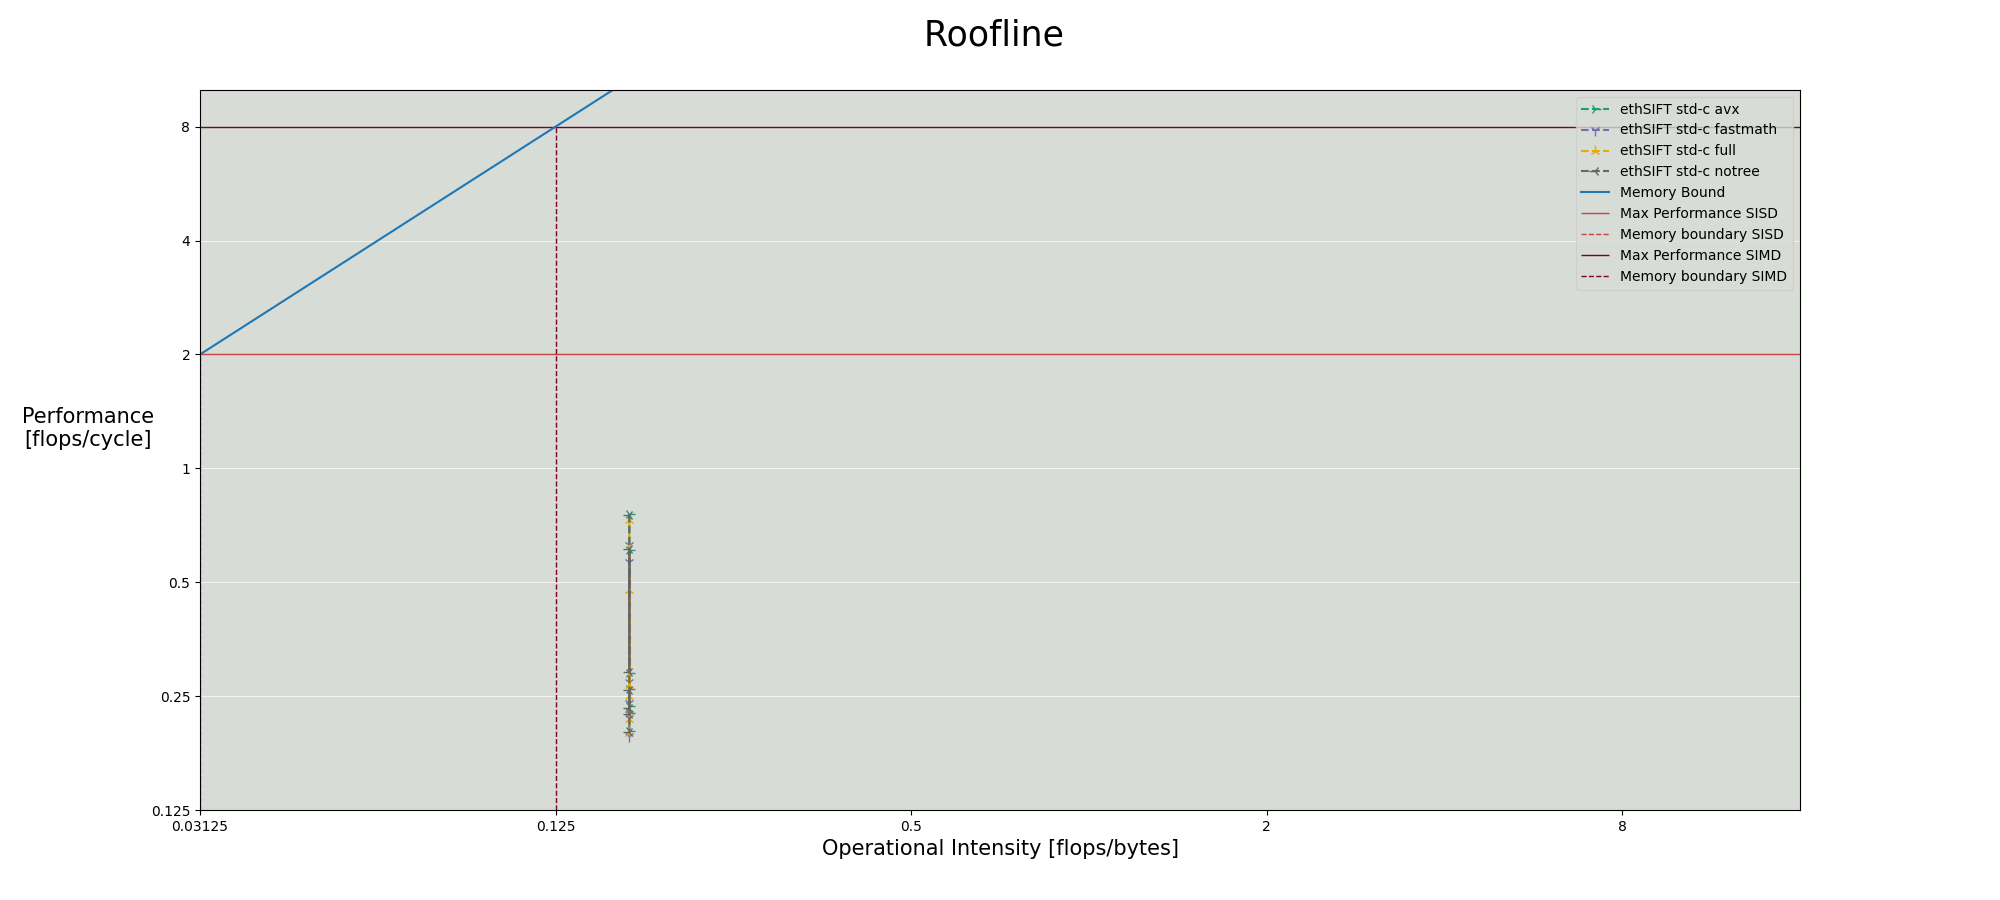 Roofline
ethSIFT std-c avx
ethSIFT std-c fastmath
ethSIFT std-c full
ethSIFT std-c notree
Memory Bound
Max Performance SISD
Memory boundary SISD
Max Performance SIMD
Memory boundary SIMD
8
4
2
1
0.5
0.25
0.125
Performance
[flops/cycle]
0.03125
0.125
0.5
2
8
Operational Intensity [flops/bytes]